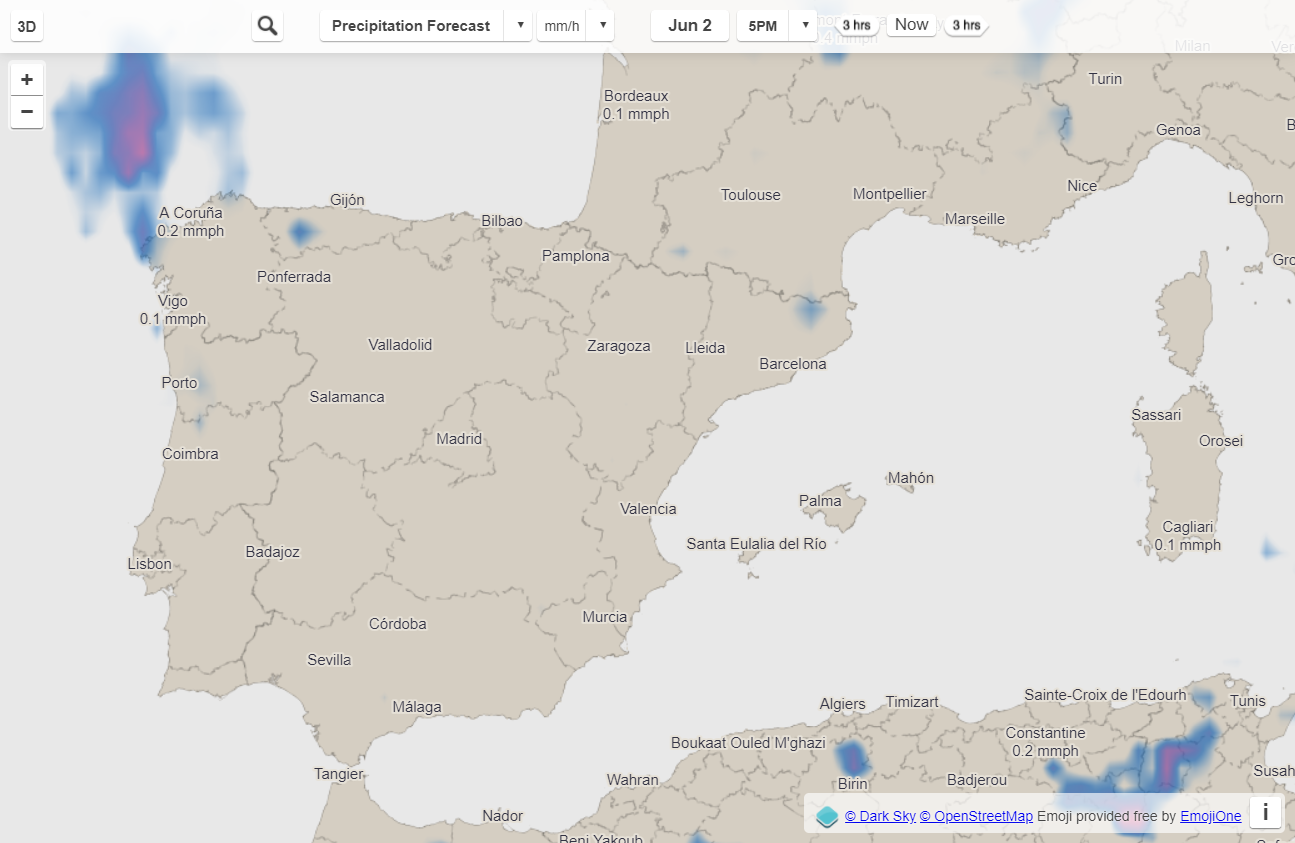 3D
Precipitation Forecast
mm/h
Jun 2
5PM
3 hrs
Now
3 hrs
Milan
+
−
Turin
Bordeaux
0.1 mmph
Genoa
Toulouse
Montpellier
Nice
Leghorn
A Coruña
0.2 mmph
Gijón
Bilbao
Marseille
Pamplona
Ponferrada
Vigo
0.1 mmph
Valladolid
Zaragoza
Lleida
Barcelona
Porto
Salamanca
Sassari
Orosei
Madrid
Coimbra
Mahón
Palma
Valencia
Cagliari
0.1 mmph
Santa Eulalia del Río
Badajoz
Lisbon
Murcia
Córdoba
Sevilla
Málaga
Algiers
Timizart
Sainte-Croix de l'Edourh
Tunis
Boukaat Ouled M'ghazi
Constantine
0.2 mmph
Tangier
Wahran
Birin
Badjerou
Susah
Nádor
Beni Yakoub
© Dark Sky © OpenStreetMap Emoji provided free by EmojiOne
i